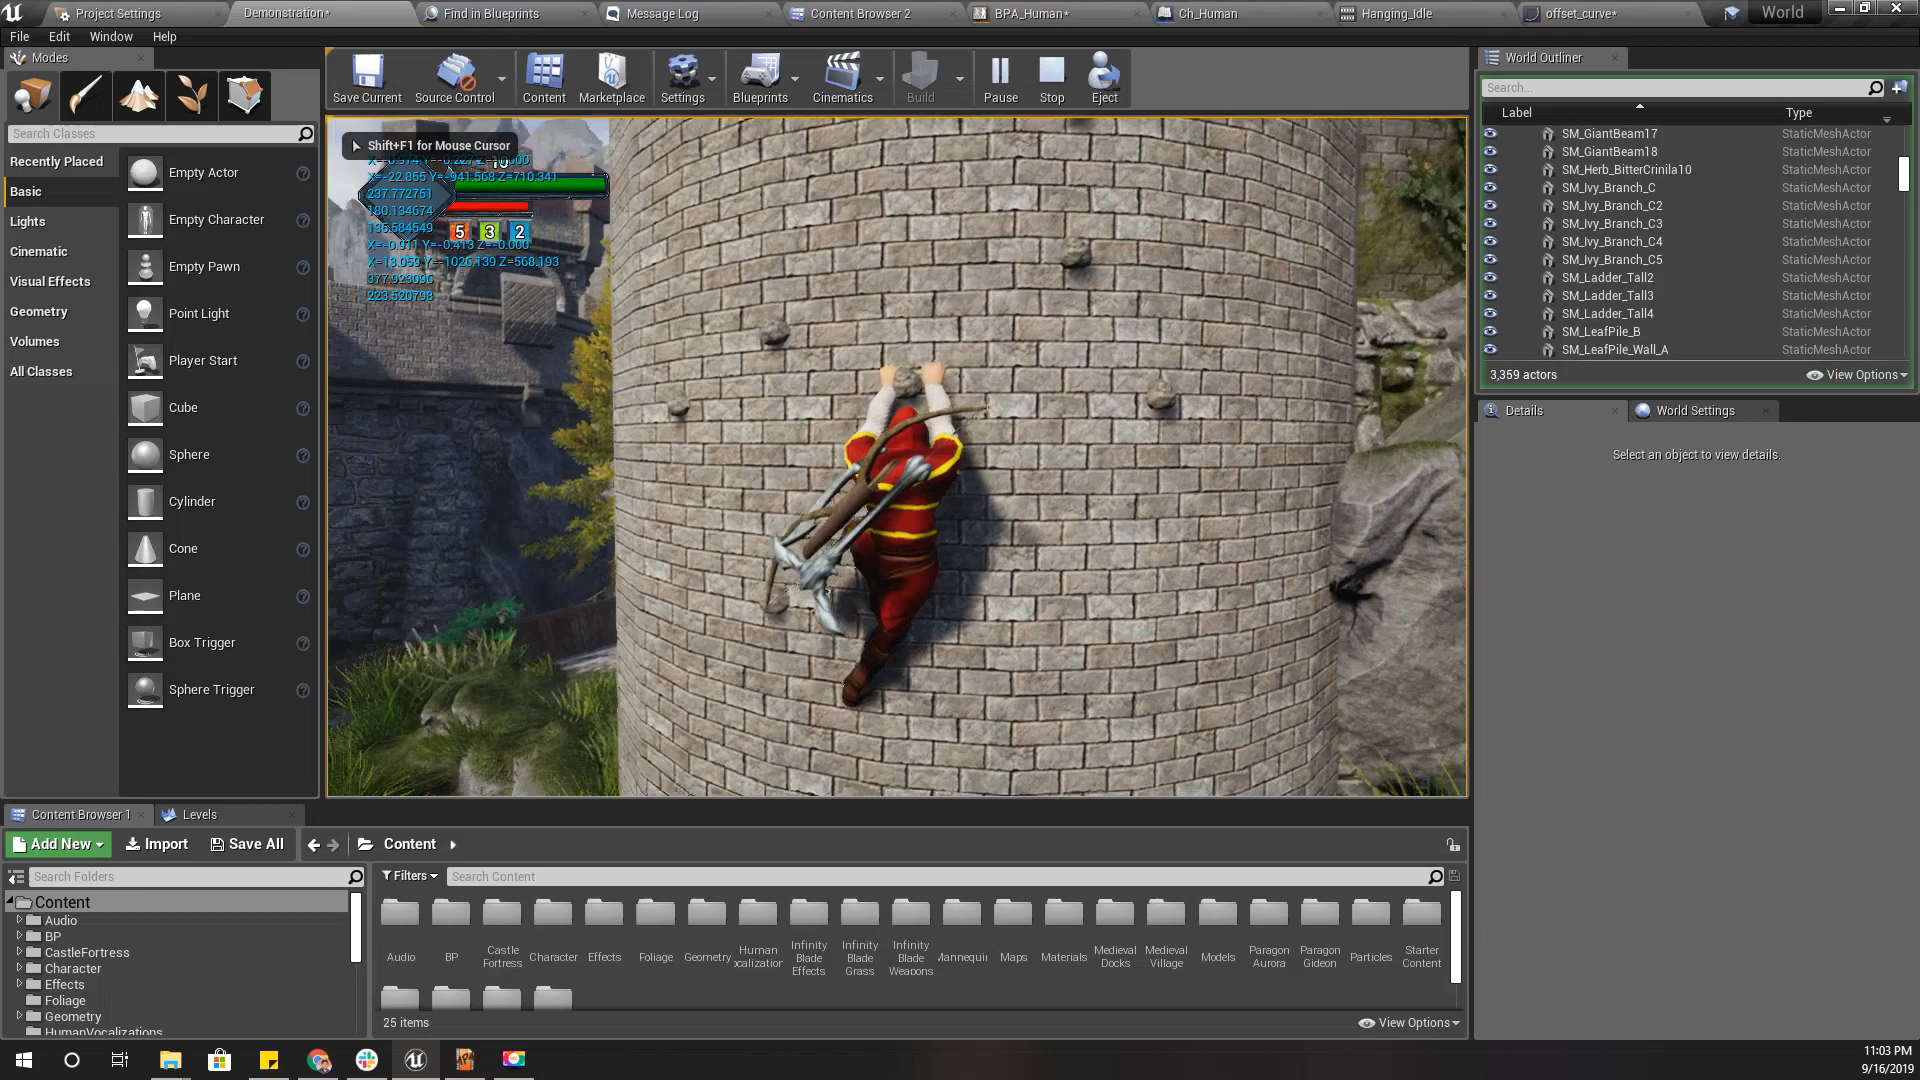 Project Settings
Demonstration*
Find in Blueprints
Message Log
Content Browser 2
BPA_Human*
Ch_Human
Hanging_Idle
offset_curve*
World
File
Edit
Window
Help
Modes
Search Classes
Recently Placed
Basic
Lights
Cinematic
Visual Effects
Geometry
Volumes
All Classes
Empty Actor
Empty Character
Empty Pawn
Point Light
Player Start
Cube
Sphere
Cylinder
Cone
Plane
Box Trigger
Sphere Trigger
Save Current
Source Control
Content
Marketplace
Settings
Blueprints
Cinematics
Build
Pause
Stop
Eject
Shift+F1 for Mouse Cursor
X=-22.855 Y=-941.568 Z=710.341
237.772751
180.134674
135.584549
5 3 2
X=-0.911 Y=-0.413 Z=-0.000
X=13.059 Y=-1026.139 Z=568.193
377.923096
223.520798
World Outliner
Search...
Label
Type
SM_GiantBeam17 StaticMeshActor
SM_GiantBeam18 StaticMeshActor
SM_Herb_BitterCrinila10 StaticMeshActor
SM_Ivy_Branch_C StaticMeshActor
SM_Ivy_Branch_C2 StaticMeshActor
SM_Ivy_Branch_C3 StaticMeshActor
SM_Ivy_Branch_C4 StaticMeshActor
SM_Ivy_Branch_C5 StaticMeshActor
SM_Ladder_Tall2 StaticMeshActor
SM_Ladder_Tall3 StaticMeshActor
SM_Ladder_Tall4 StaticMeshActor
SM_LeafPile_B StaticMeshActor
SM_LeafPile_Wall_A StaticMeshActor
3,359 actors
View Options
Details
World Settings
Select an object to view details.
Content Browser 1
Levels
Add New
Import
Save All
Content
Search Folders
Content
Audio
BP
CastleFortress
Character
Effects
Foliage
Geometry
HumanVocalizations
Filters
Search Content
Audio
BP
Castle
Fortress
Character
Effects
Foliage
Geometry
Human
ocalization
Infinity
Blade
Effects
Infinity
Blade
Grass
Infinity
Blade
Weapons
Mannequin
Maps
Materials
Medieval
Docks
Medieval
Village
Models
Paragon
Aurora
Paragon
Gideon
Particles
Starter
Content
25 items
View Options
11:03 PM
9/16/2019